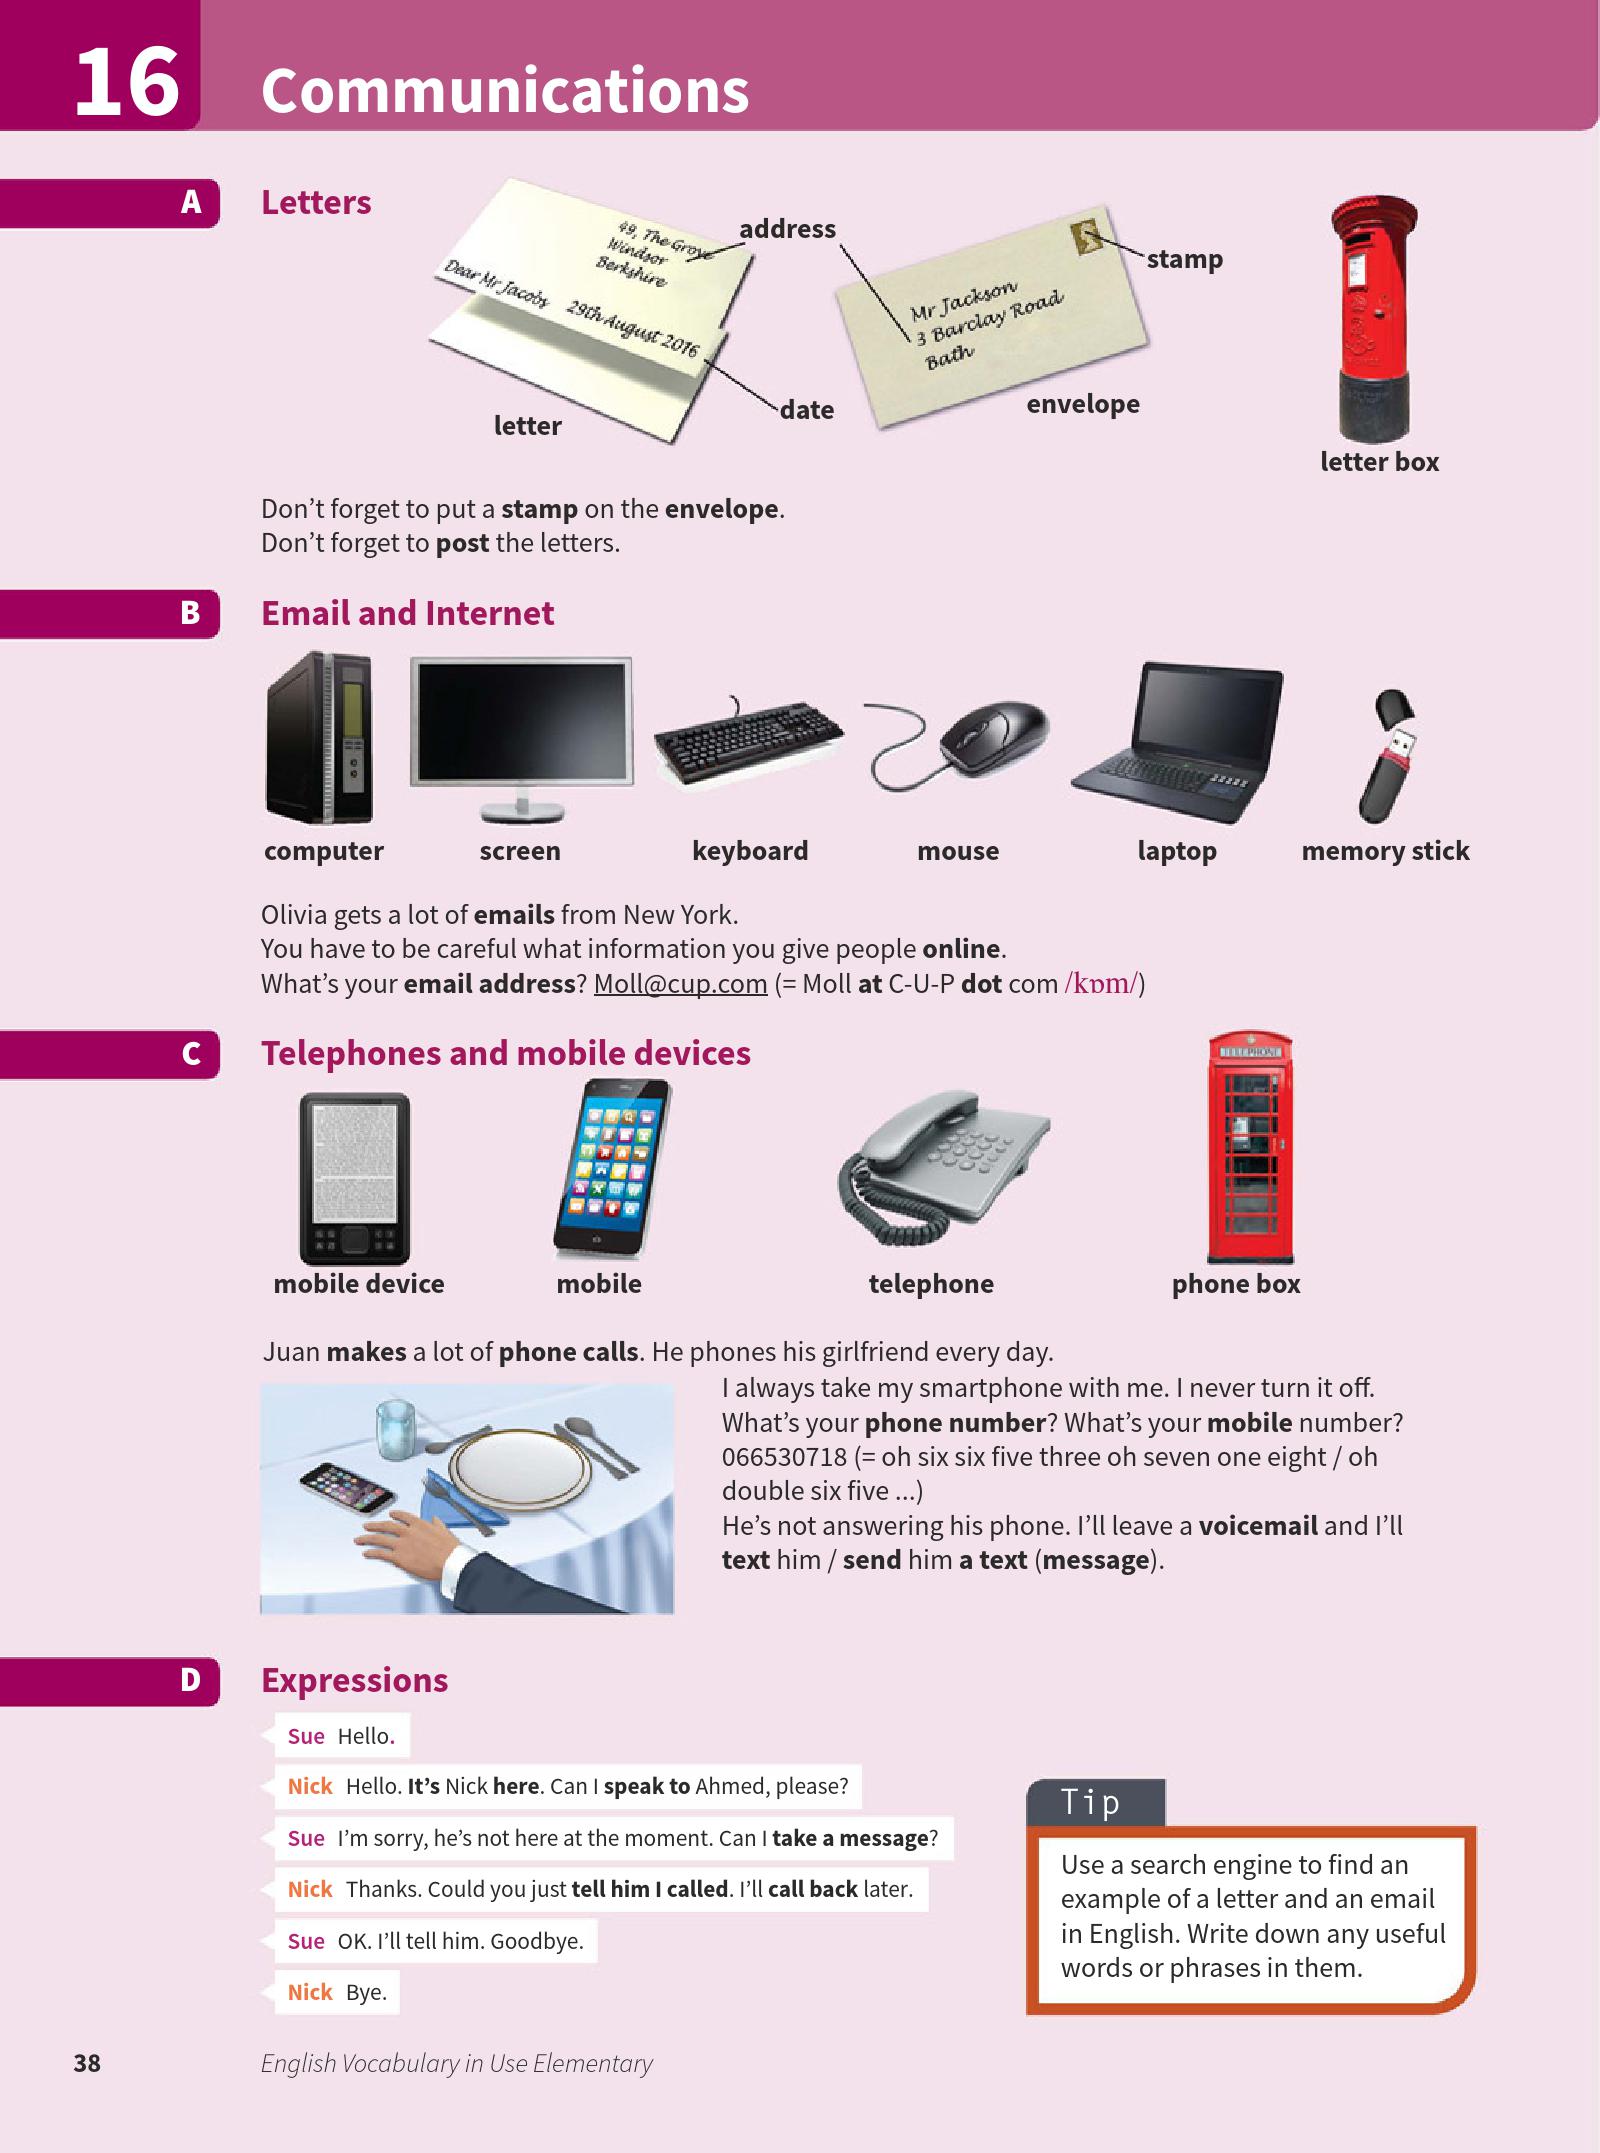 16
Communications
A
Letters
49, The Grove
Windsor
Berkshire
Dear Mr Jacobs
29th August 2016
address
date
letter
Mr Jackson
3 Barclay Road
Bath
stamp
envelope
letter box
Don’t forget to put a stamp on the envelope.
Don’t forget to post the letters.
B
Email and Internet
computer
screen
keyboard
mouse
laptop
memory stick
Olivia gets a lot of emails from New York.
You have to be careful what information you give people online.
What’s your email address? Moll@cup.com (= Moll at C-U-P dot com /kɒm/)
C
Telephones and mobile devices
TELEPHONE
mobile device
mobile
telephone
phone box
Juan makes a lot of phone calls. He phones his girlfriend every day.
I always take my smartphone with me. I never turn it off.
What’s your phone number? What’s your mobile number?
066530718 (= oh six six five three oh seven one eight / oh
double six five ...)
He’s not answering his phone. I’ll leave a voicemail and I’ll
text him / send him a text (message).
D
Expressions
Sue Hello.
Nick Hello. It’s Nick here. Can I speak to Ahmed, please?
Sue I’m sorry, he’s not here at the moment. Can I take a message?
Nick Thanks. Could you just tell him I called. I’ll call back later.
Sue OK. I’ll tell him. Goodbye.
Nick Bye.
Tip
Use a search engine to find an
example of a letter and an email
in English. Write down any useful
words or phrases in them.
38
English Vocabulary in Use Elementary